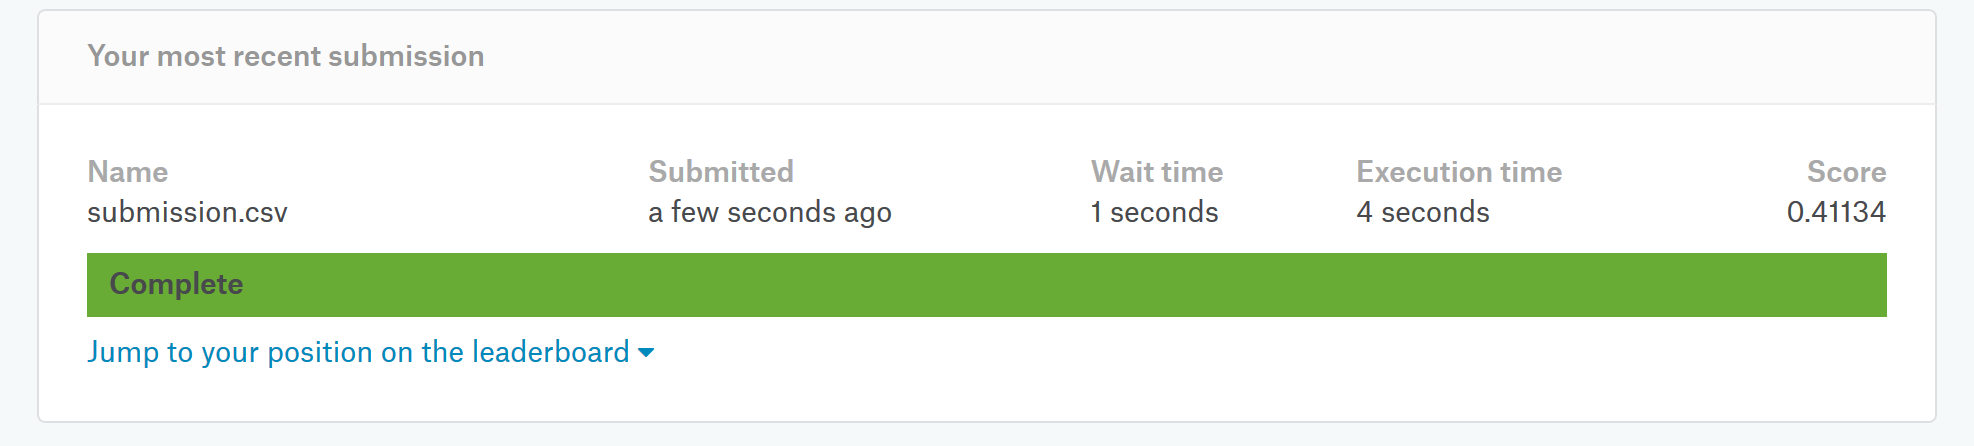 Your most recent submission
Name Submitted Wait time Execution time Score
submission.csv a few seconds ago 1 seconds 4 seconds 0.41134
Complete
Jump to your position on the leaderboard